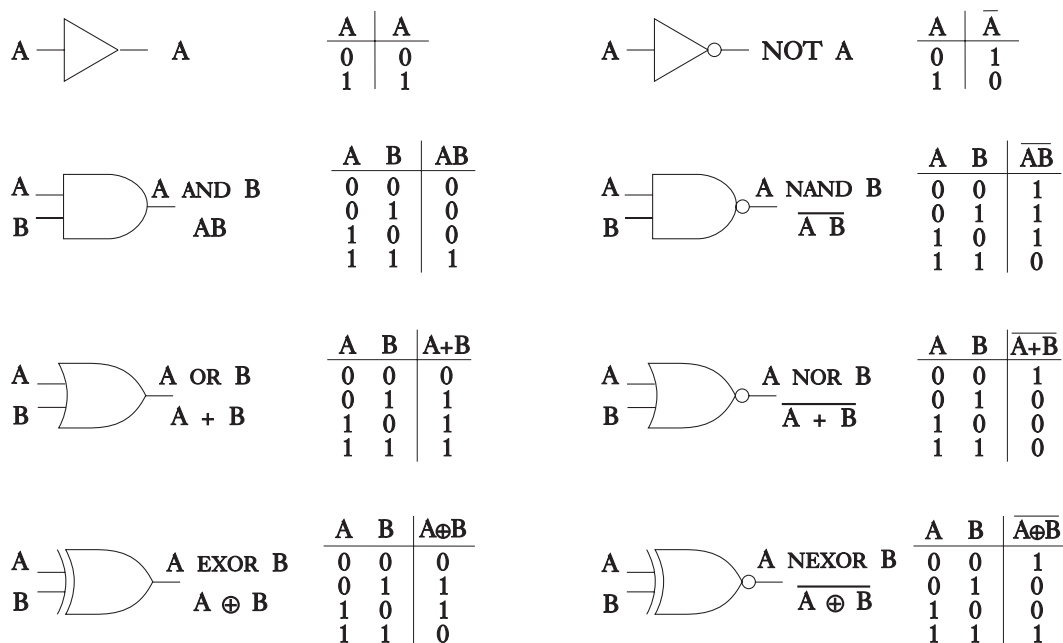 A A
A A
0 0
1 1
A NOT A
A A̅
0 1
1 0
A
B
A AND B
AB
A B AB
0 0 0
0 1 0
1 0 0
1 1 1
A
B
A NAND B
A̅ ̅B̅
A B A̅B̅
0 0 1
0 1 1
1 0 1
1 1 0
A
B
A OR B
A + B
A B A+B
0 0 0
0 1 1
1 0 1
1 1 1
A
B
A NOR B
A̅ ̅+̅ ̅B̅
A B A̅+̅B̅
0 0 1
0 1 0
1 0 0
1 1 0
A
B
A EXOR B
A ⊕ B
A B A⊕B
0 0 0
0 1 1
1 0 1
1 1 0
A
B
A NEXOR B
A̅ ̅⊕̅ ̅B̅
A B A̅⊕̅B̅
0 0 1
0 1 0
1 0 0
1 1 1